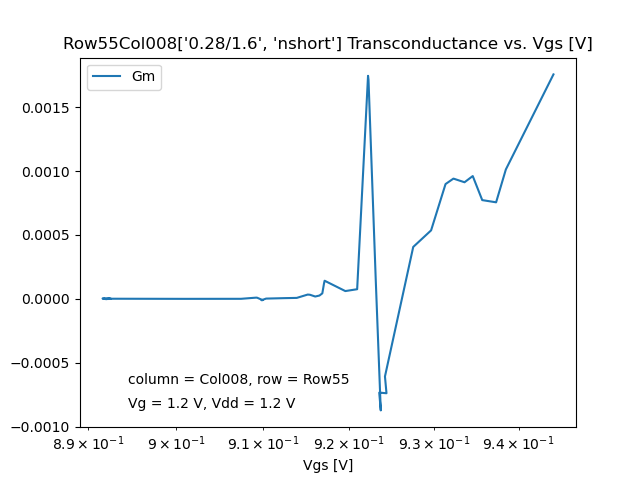 Row55Col008['0.28/1.6', 'nshort'] Transconductance vs. Vgs [V]
Gm
0.0015
0.0010
0.0005
0.0000
−0.0005
−0.0010
column = Col008, row = Row55
Vg = 1.2 V, Vdd = 1.2 V
8.9 × 10⁻¹ 9 × 10⁻¹ 9.1 × 10⁻¹ 9.2 × 10⁻¹ 9.3 × 10⁻¹ 9.4 × 10⁻¹
Vgs [V]